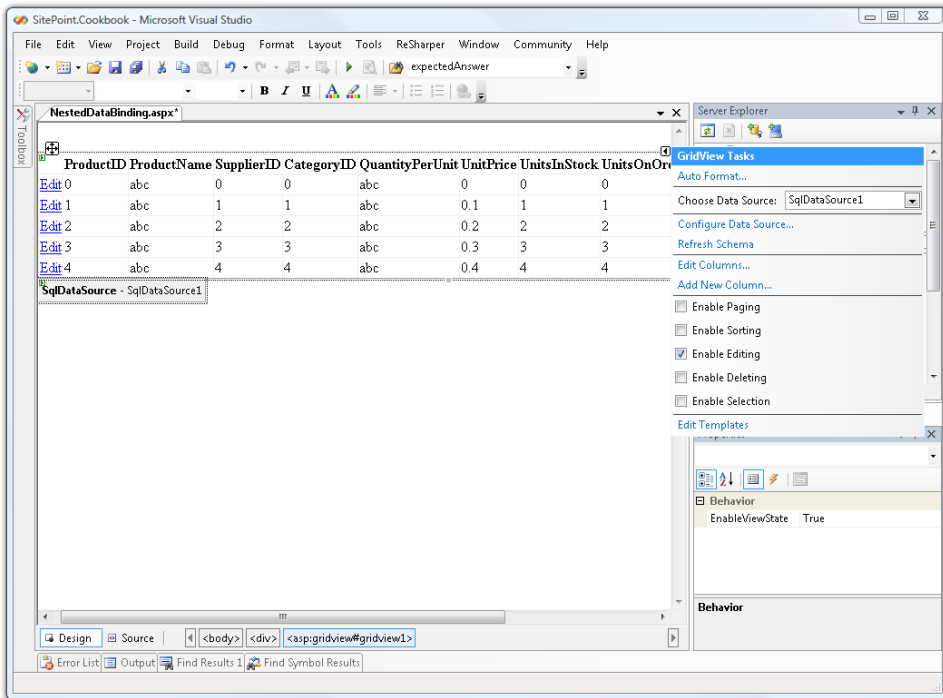 SitePoint.Cookbook - Microsoft Visual Studio
File Edit View Project Build Debug Format Layout Tools ReSharper Window Community Help
expectedAnswer
B I U A
Toolbox
NestedDataBinding.aspx*
ProductID ProductName SupplierID CategoryID QuantityPerUnit UnitPrice UnitsInStock UnitsOnOr
Edit 0 abc 0 0 abc 0 0 0
Edit 1 abc 1 1 abc 0.1 1 1
Edit 2 abc 2 2 abc 0.2 2 2
Edit 3 abc 3 3 abc 0.3 3 3
Edit 4 abc 4 4 abc 0.4 4 4
SqlDataSource - SqlDataSource1
Server Explorer
GridView Tasks
Auto Format...
Choose Data Source: SqlDataSource1
Configure Data Source...
Refresh Schema
Edit Columns...
Add New Column...
Enable Paging
Enable Sorting
Enable Editing
Enable Deleting
Enable Selection
Edit Templates
Behavior
EnableViewState True
Behavior
Design Source <body> <div> <asp:gridview#gridview1>
Error List Output Find Results 1 Find Symbol Results